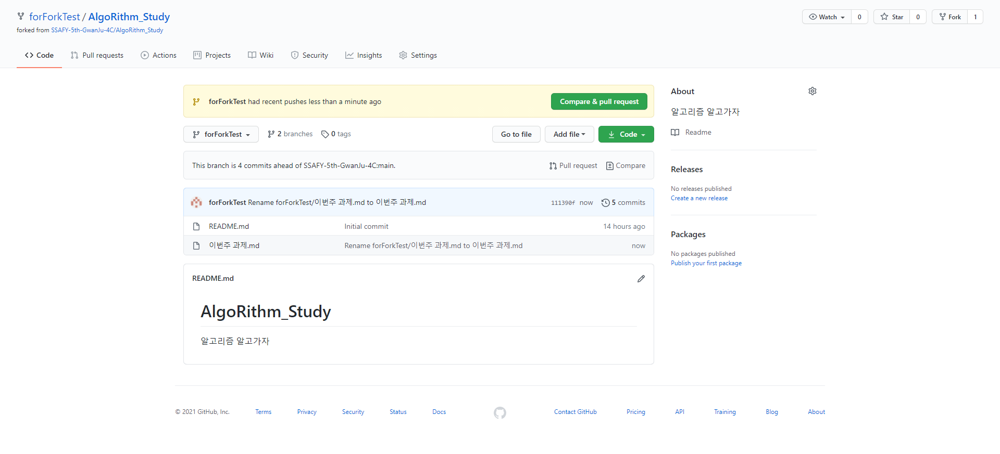 forForkTest / AlgoRithm_Study
Watch 0 Star 0 Fork 1
forked from SSAFY-5th-GwanJu-4C/AlgoRithm_Study
Code Pull requests Actions Projects Wiki Security Insights Settings
forForkTest had recent pushes less than a minute ago
Compare & pull request
forForkTest 2 branches 0 tags
Go to file Add file Code
This branch is 4 commits ahead of SSAFY-5th-GwanJu-4C:main.
Pull request Compare
forForkTest Rename forForkTest/이번주 과제.md to 이번주 과제.md 111390f now 5 commits
README.md Initial commit 14 hours ago
이번주 과제.md Rename forForkTest/이번주 과제.md to 이번주 과제.md now
README.md
AlgoRithm_Study
알고리즘 알고가자
About
알고리즘 알고가자
Readme
Releases
No releases published
Create a new release
Packages
No packages published
Publish your first package
© 2021 GitHub, Inc. Terms Privacy Security Status Docs Contact GitHub Pricing API Training Blog About